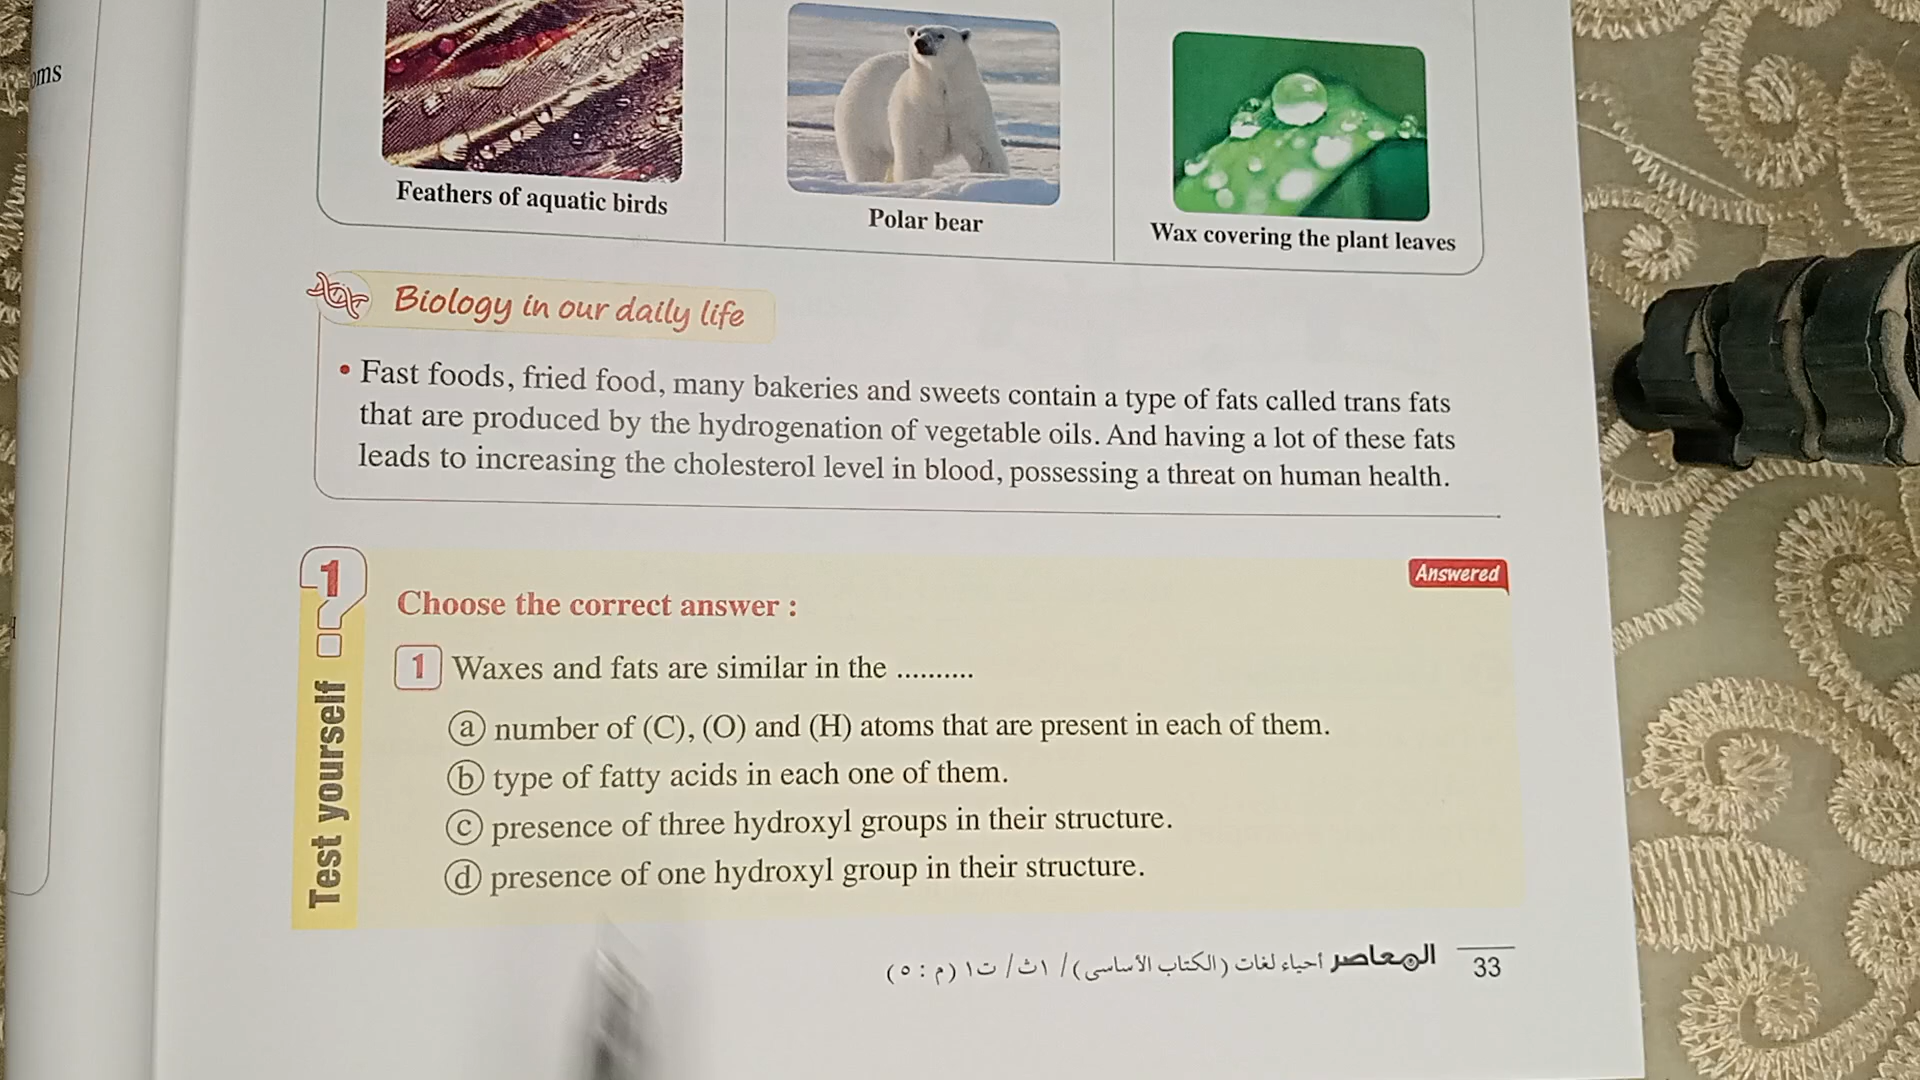 oms
Feathers of aquatic birds
Polar bear
Wax covering the plant leaves
Biology in our daily life
• Fast foods, fried food, many bakeries and sweets contain a type of fats called trans fats
that are produced by the hydrogenation of vegetable oils. And having a lot of these fats
leads to increasing the cholesterol level in blood, possessing a threat on human health.
Test yourself 1
Answered
Choose the correct answer :
1 Waxes and fats are similar in the ..........
a number of (C), (O) and (H) atoms that are present in each of them.
b type of fatty acids in each one of them.
c presence of three hydroxyl groups in their structure.
d presence of one hydroxyl group in their structure.
المعاصر أحياء لغات (الكتاب الأساسى) / ١ث / ت١ (م : ٥)
33